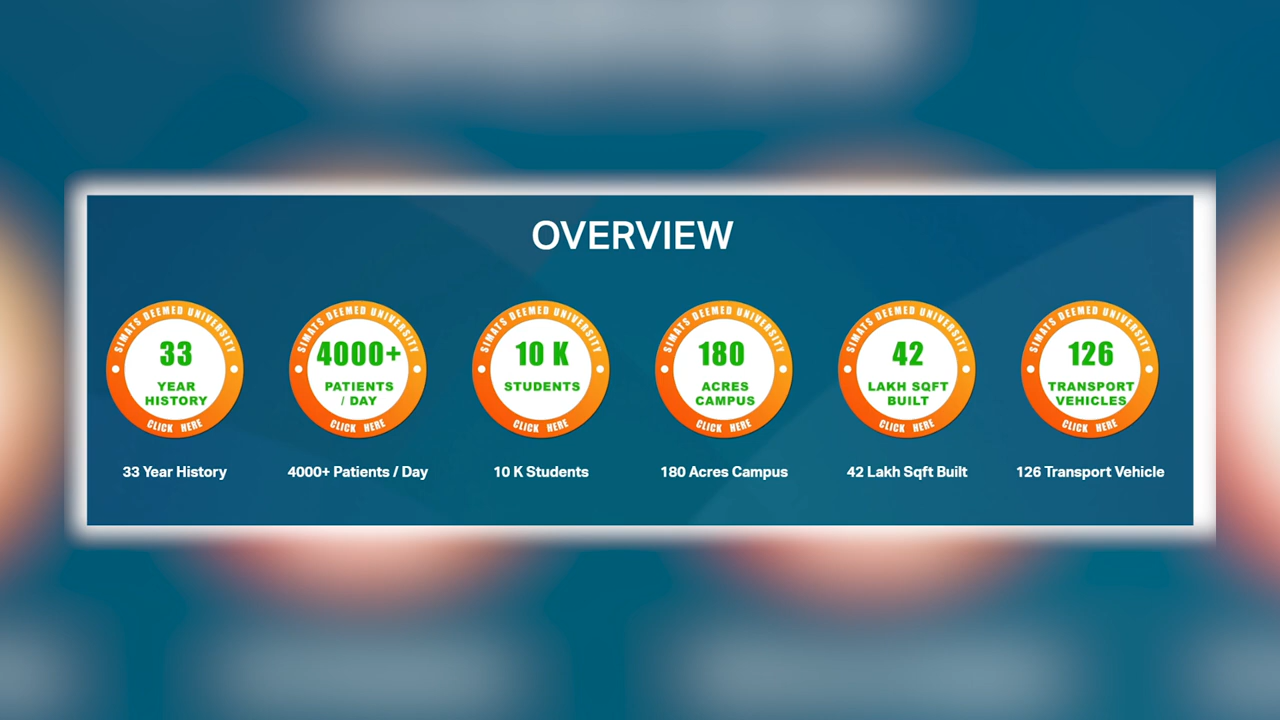 OVERVIEW
SIMATS DEEMED UNIVERSITY
33
YEAR
HISTORY
CLICK HERE
33 Year History
SIMATS DEEMED UNIVERSITY
4000+
PATIENTS
/ DAY
CLICK HERE
4000+ Patients / Day
SIMATS DEEMED UNIVERSITY
10 K
STUDENTS
CLICK HERE
10 K Students
SIMATS DEEMED UNIVERSITY
180
ACRES
CAMPUS
CLICK HERE
180 Acres Campus
SIMATS DEEMED UNIVERSITY
42
LAKH SQFT
BUILT
CLICK HERE
42 Lakh Sqft Built
SIMATS DEEMED UNIVERSITY
126
TRANSPORT
VEHICLES
CLICK HERE
126 Transport Vehicle